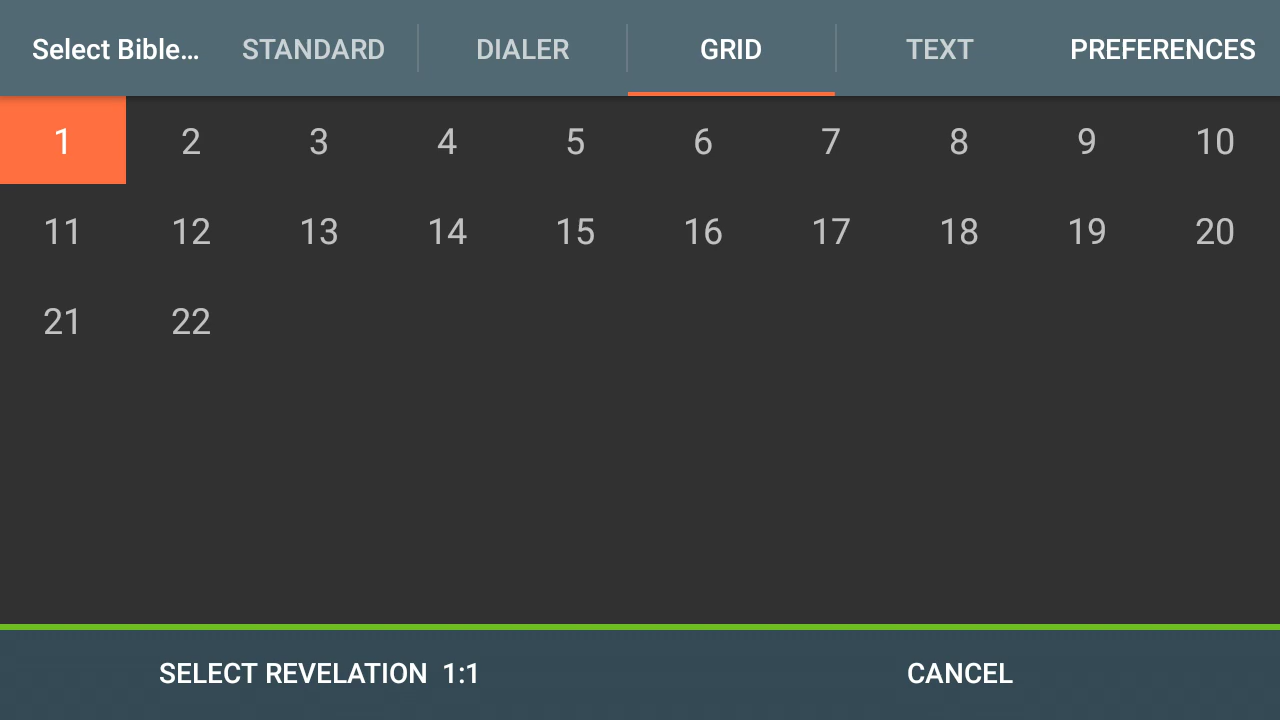 Select Bible... STANDARD DIALER GRID TEXT PREFERENCES
1 2 3 4 5 6 7 8 9 10
11 12 13 14 15 16 17 18 19 20
21 22
SELECT REVELATION 1:1 CANCEL